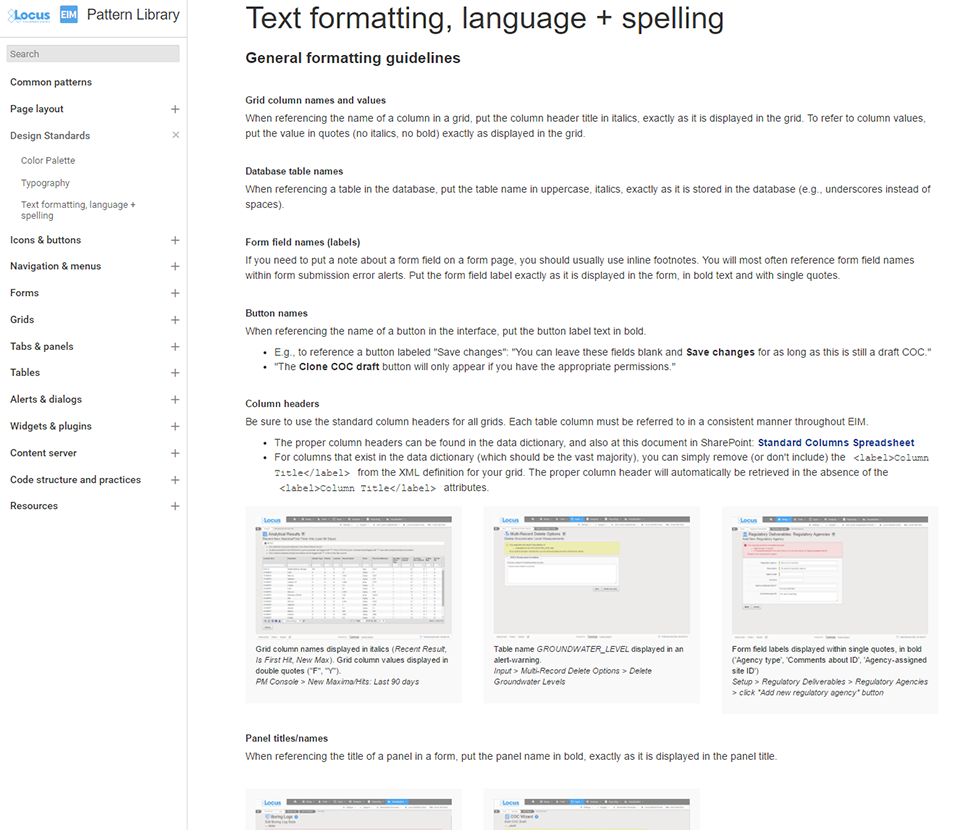 Locus EIM Pattern Library
Search
Common patterns
Page layout +
Design Standards ×
Color Palette
Typography
Text formatting, language +
spelling
Icons & buttons +
Navigation & menus +
Forms +
Grids +
Tabs & panels +
Tables +
Alerts & dialogs +
Widgets & plugins +
Content server +
Code structure and practices +
Resources +
Text formatting, language + spelling
General formatting guidelines
Grid column names and values
When referencing the name of a column in a grid, put the column header title in italics, exactly as it is displayed in the grid. To refer to column values,
put the value in quotes (no italics, no bold) exactly as displayed in the grid.
Database table names
When referencing a table in the database, put the table name in uppercase, italics, exactly as it is stored in the database (e.g., underscores instead of
spaces).
Form field names (labels)
If you need to put a note about a form field on a form page, you should usually use inline footnotes. You will most often reference form field names
within form submission error alerts. Put the form field label exactly as it is displayed in the form, in bold text and with single quotes.
Button names
When referencing the name of a button in the interface, put the button label text in bold.
• E.g., to reference a button labeled "Save changes": "You can leave these fields blank and Save changes for as long as this is still a draft COC."
• "The Clone COC draft button will only appear if you have the appropriate permissions."
Column headers
Be sure to use the standard column headers for all grids. Each table column must be referred to in a consistent manner throughout EIM.
• The proper column headers can be found in the data dictionary, and also at this document in SharePoint: Standard Columns Spreadsheet
• For columns that exist in the data dictionary (which should be the vast majority), you can simply remove (or don't include) the <label>Column
Title</label> from the XML definition for your grid. The proper column header will automatically be retrieved in the absence of the
<label>Column Title</label> attributes.
Locus
Analytical Results
Grid column names displayed in italics (Recent Result,
Is First Hit, New Max). Grid column values displayed in
double quotes ("F", "Y").
PM Console > New Maxima/Hits: Last 90 days
Locus
Multi-Record Delete Options
Table name GROUNDWATER_LEVEL displayed in an
alert-warning.
Input > Multi-Record Delete Options > Delete
Groundwater Levels
Locus
Regulatory Deliverables: Regulatory Agencies
Form field labels displayed within single quotes, in bold
('Agency type', 'Comments about ID', 'Agency-assigned
site ID')
Setup > Regulatory Deliverables > Regulatory Agencies
> click "Add new regulatory agency" button
Panel titles/names
When referencing the title of a panel in a form, put the panel name in bold, exactly as it is displayed in the panel title.
Locus
Boring Logs
Locus
COC Wizard